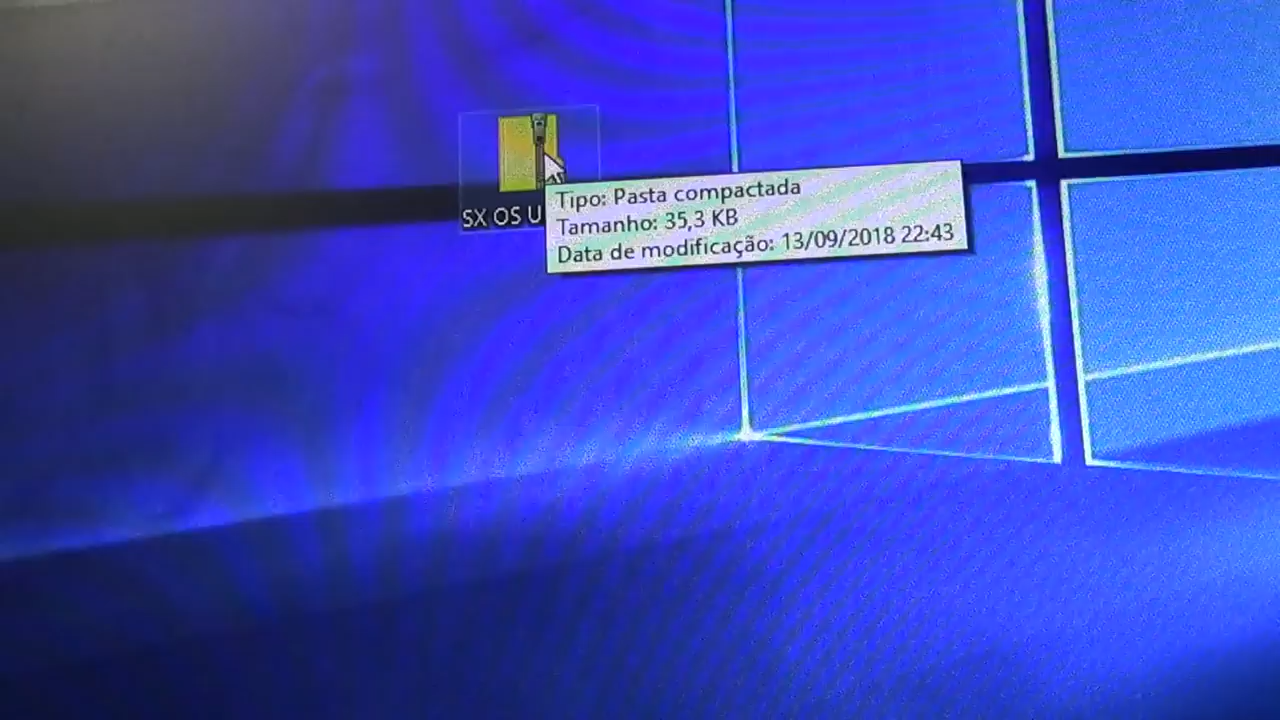 SX OS U
Tipo: Pasta compactada
Tamanho: 35,3 KB
Data de modificação: 13/09/2018 22:43